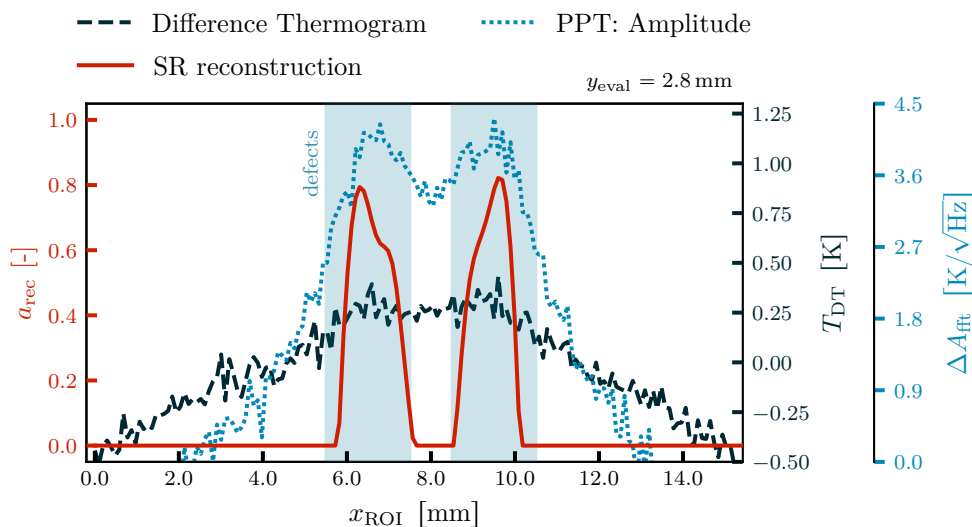 Difference Thermogram PPT: Amplitude
SR reconstruction
y_eval = 2.8 mm
defects
1.0
0.8
0.6
0.4
0.2
0.0
a_rec [-]
1.25
1.00
0.75
0.50
0.25
0.00
−0.25
−0.50
T_DT [K]
4.5
3.6
2.7
1.8
0.9
0.0
ΔA_fft [K/√Hz]
0.0 2.0 4.0 6.0 8.0 10.0 12.0 14.0
x_ROI [mm]